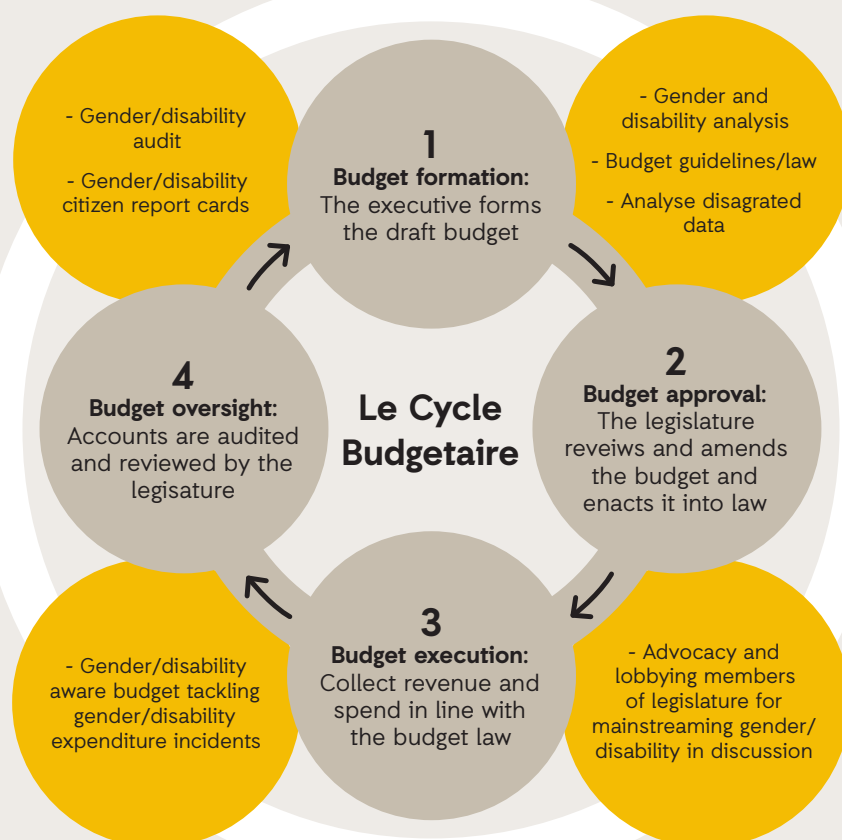 - Gender/disability
audit
- Gender/disability
citizen report cards
1
Budget formation:
The executive forms
the draft budget
- Gender and
disability analysis
- Budget guidelines/law
- Analyse disagrated
data
4
Budget oversight:
Accounts are audited
and reviewed by the
legisature
Le Cycle
Budgetaire
2
Budget approval:
The legislature
reveiws and amends
the budget and
enacts it into law
- Gender/disability
aware budget tackling
gender/disability
expenditure incidents
3
Budget execution:
Collect revenue and
spend in line with
the budget law
- Advocacy and
lobbying members
of legislature for
mainstreaming gender/
disability in discussion